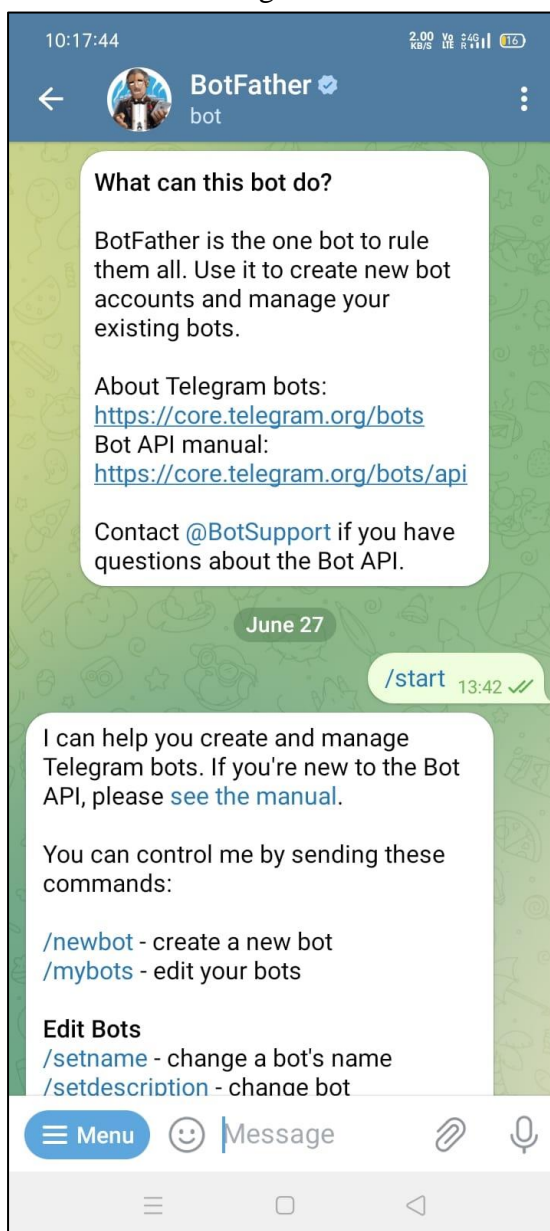 10:17:44
2.00 KB/S Vo LTE 4G R 16
BotFather
bot
What can this bot do?
BotFather is the one bot to rule
them all. Use it to create new bot
accounts and manage your
existing bots.
About Telegram bots:
https://core.telegram.org/bots
Bot API manual:
https://core.telegram.org/bots/api
Contact @BotSupport if you have
questions about the Bot API.
June 27
/start 13:42
I can help you create and manage
Telegram bots. If you're new to the Bot
API, please see the manual.
You can control me by sending these
commands:
/newbot - create a new bot
/mybots - edit your bots
Edit Bots
/setname - change a bot's name
/setdescription - change bot
Menu
Message